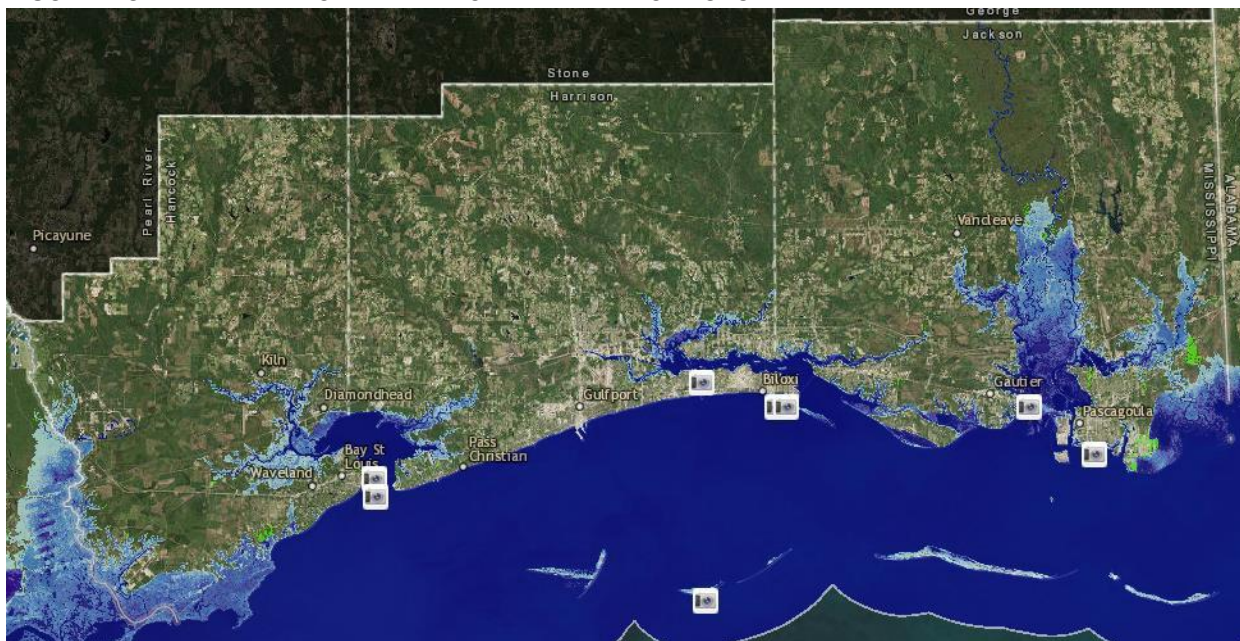 George
Jackson
Stone
Harrison
Pearl River
Hancock
MISSISSIPPI
ALABAMA
Picayune
Vancleave
Kiln
Diamondhead
Gulfport
Biloxi
Gautier
Pascagoula
Pass
Christian
Bay St
Louis
Waveland